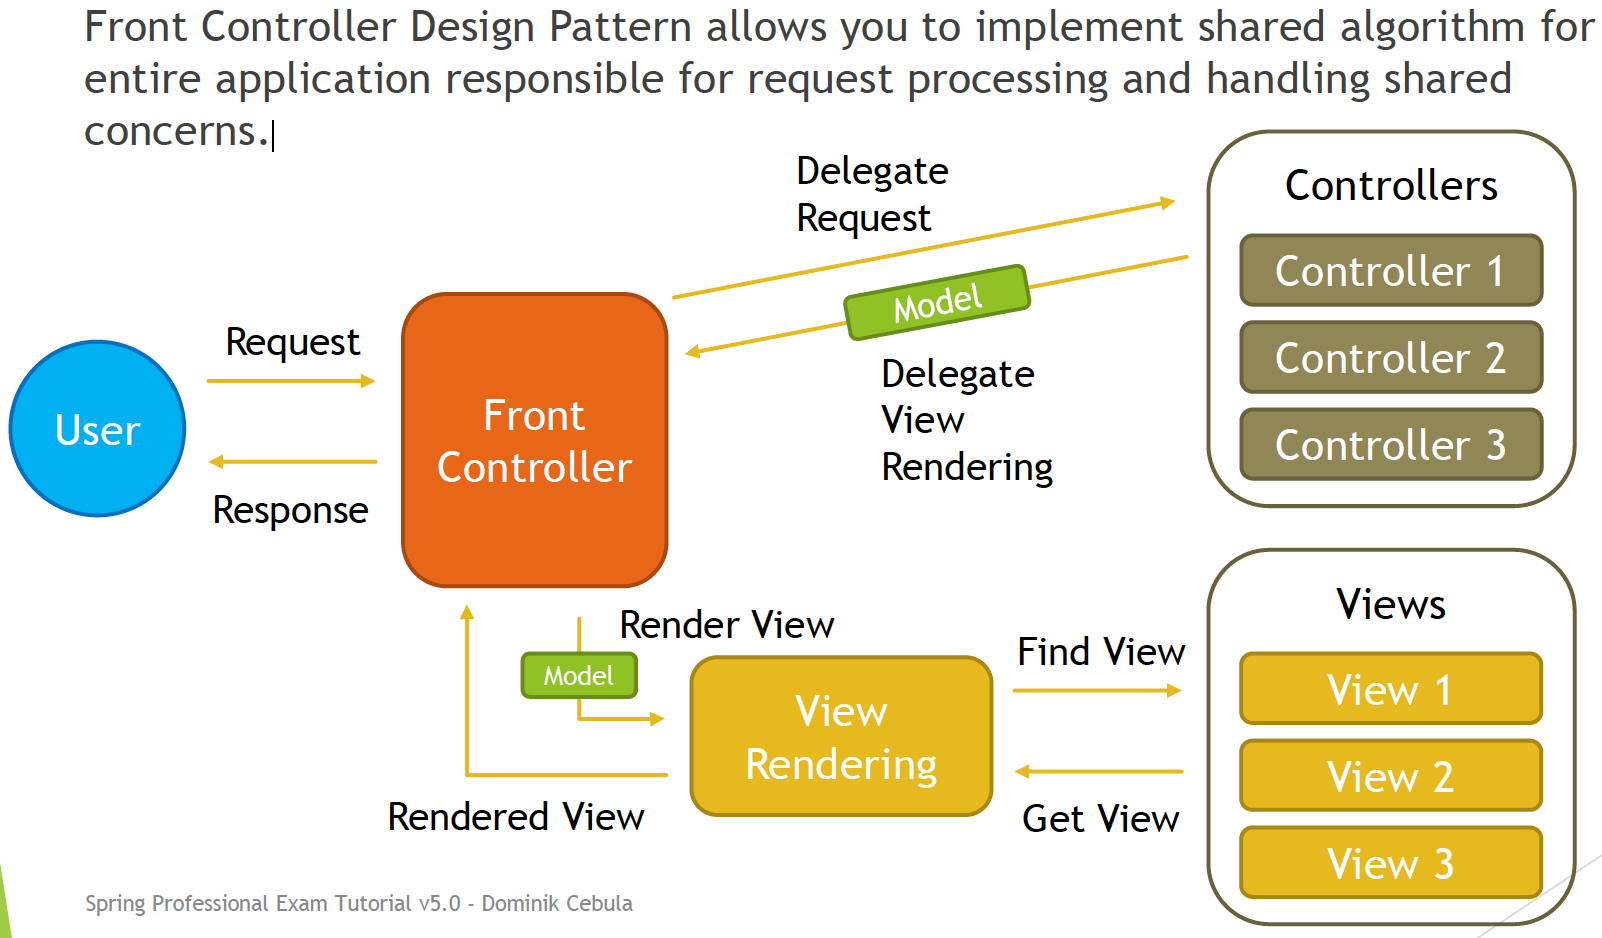 Front Controller Design Pattern allows you to implement shared algorithm for
entire application responsible for request processing and handling shared
concerns.
Delegate
Request
Controllers
Controller 1
Controller 2
Controller 3
Model
Delegate
View
Rendering
Request
User
Response
Front
Controller
Render View
Model
View
Rendering
Rendered View
Find View
Get View
Views
View 1
View 2
View 3
Spring Professional Exam Tutorial v5.0 - Dominik Cebula